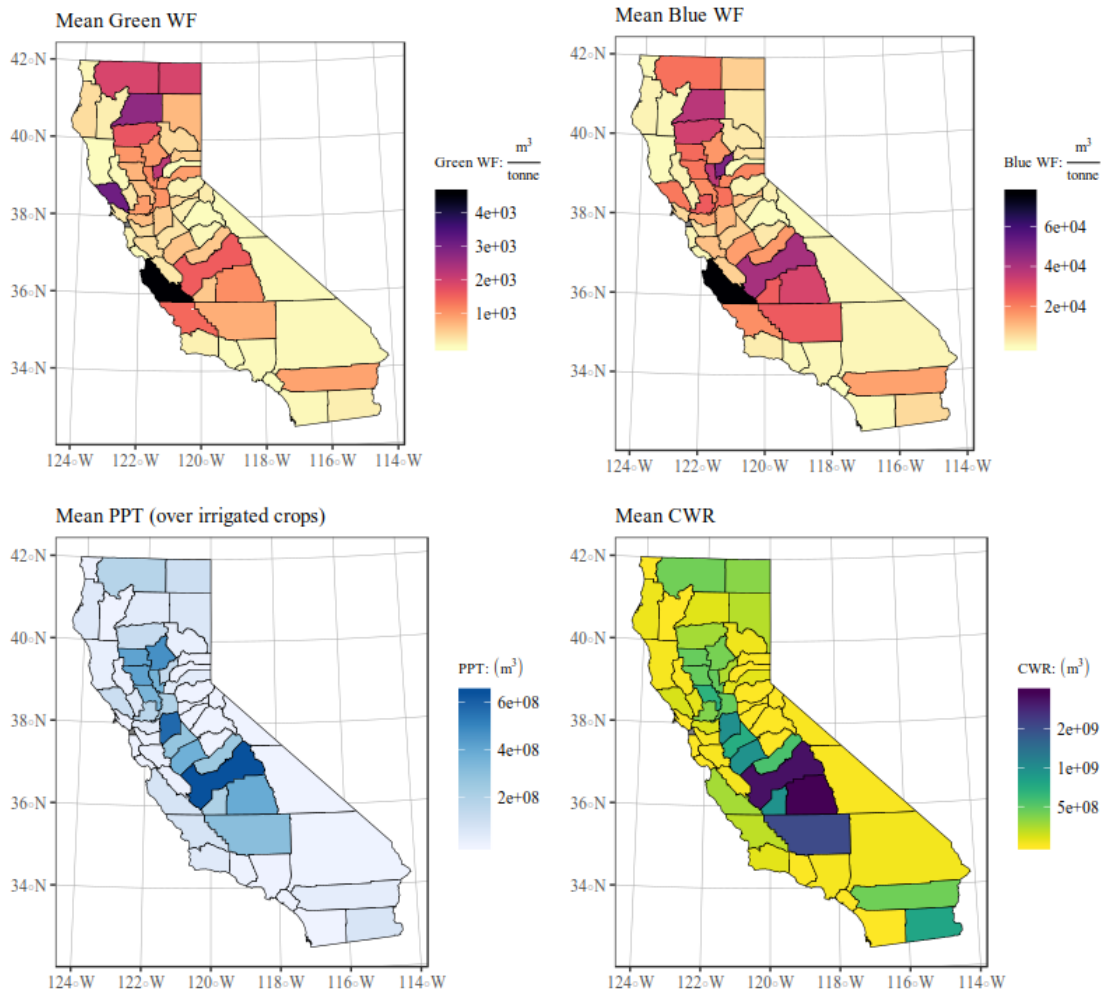 Mean Green WF
42°N
40°N
38°N
36°N
34°N
124°W 122°W 120°W 118°W 116°W 114°W
Green WF: m³/tonne
4e+03
3e+03
2e+03
1e+03
Mean Blue WF
42°N
40°N
38°N
36°N
34°N
124°W 122°W 120°W 118°W 116°W 114°W
Blue WF: m³/tonne
6e+04
4e+04
2e+04
Mean PPT (over irrigated crops)
42°N
40°N
38°N
36°N
34°N
124°W 122°W 120°W 118°W 116°W 114°W
PPT: (m³)
6e+08
4e+08
2e+08
Mean CWR
42°N
40°N
38°N
36°N
34°N
124°W 122°W 120°W 118°W 116°W 114°W
CWR: (m³)
2e+09
1e+09
5e+08